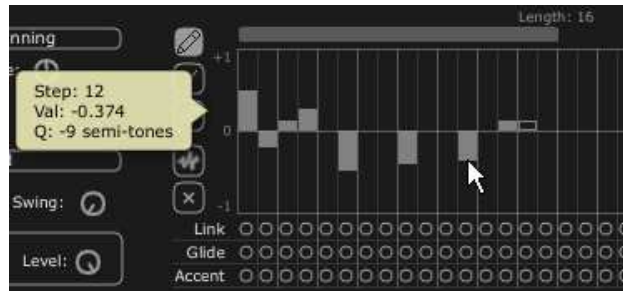 Length: 16
nning
+1
Step: 12
Val: -0.374
Q: -9 semi-tones
0
Swing:
-1
Link
Glide
Level:
Accent